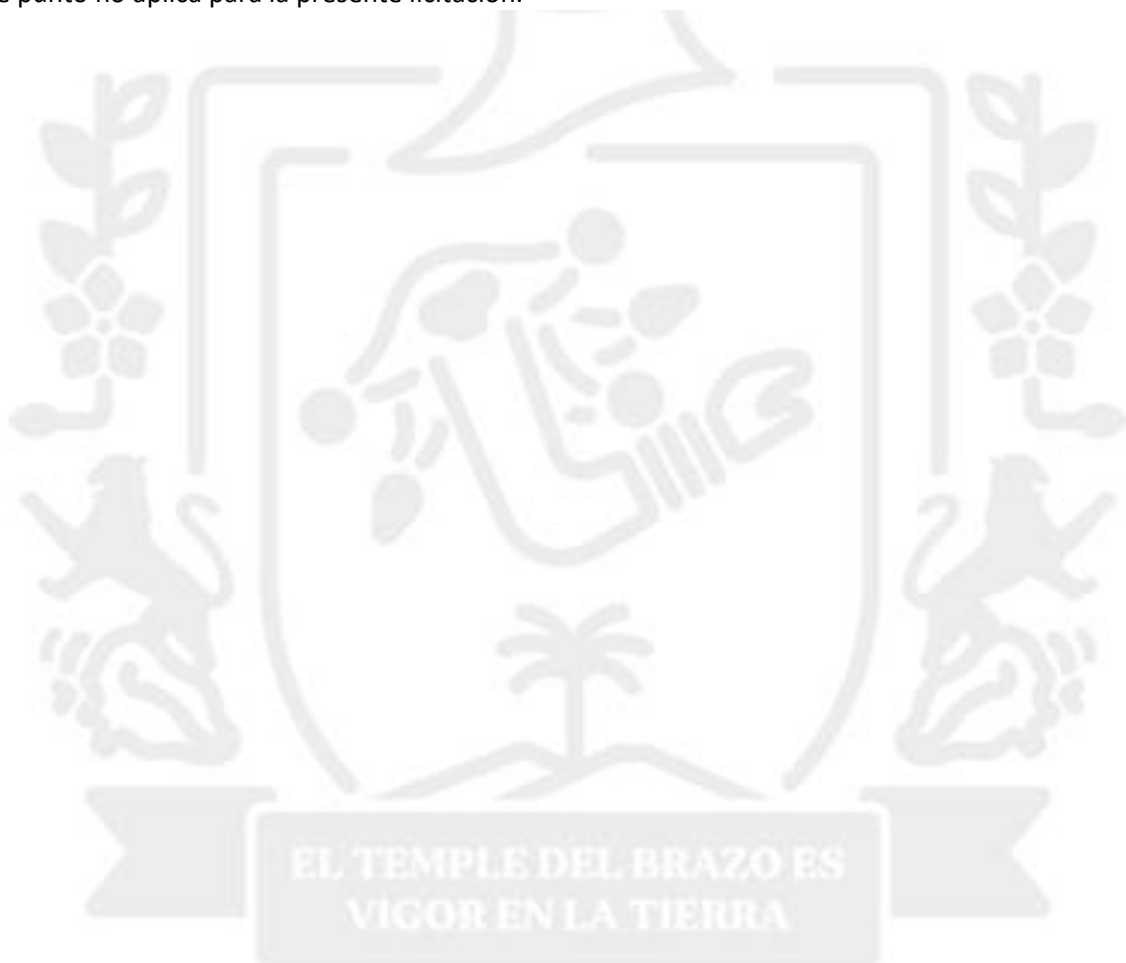 punto no aplica para la presente licitación.
EL TEMPLE DEL BRAZO ES
VIGOR EN LA TIERRA